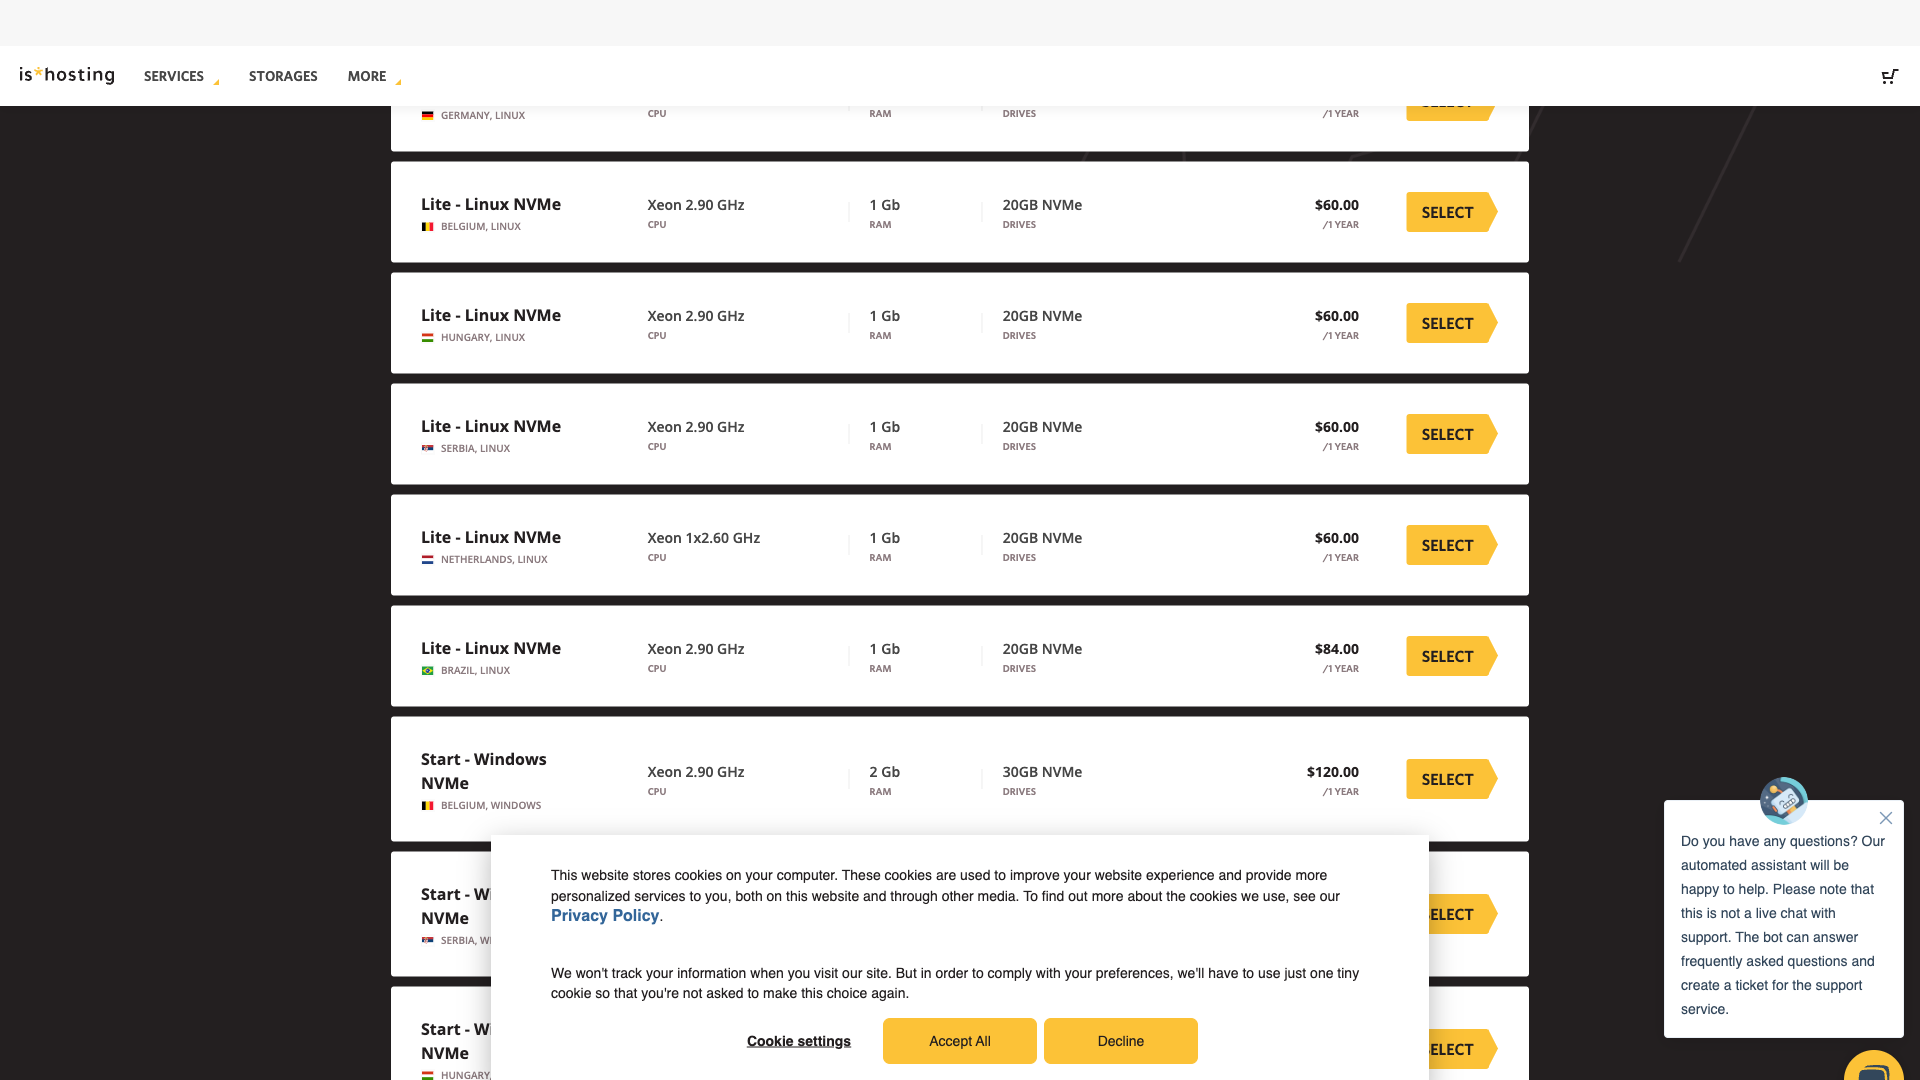 is*hosting
SERVICES
STORAGES
MORE
GERMANY, LINUX
CPU
RAM
DRIVES
/1 YEAR
SELECT
Lite - Linux NVMe
BELGIUM, LINUX
Xeon 2.90 GHz
CPU
1 Gb
RAM
20GB NVMe
DRIVES
$60.00
/1 YEAR
SELECT
Lite - Linux NVMe
HUNGARY, LINUX
Xeon 2.90 GHz
CPU
1 Gb
RAM
20GB NVMe
DRIVES
$60.00
/1 YEAR
SELECT
Lite - Linux NVMe
SERBIA, LINUX
Xeon 2.90 GHz
CPU
1 Gb
RAM
20GB NVMe
DRIVES
$60.00
/1 YEAR
SELECT
Lite - Linux NVMe
NETHERLANDS, LINUX
Xeon 1x2.60 GHz
CPU
1 Gb
RAM
20GB NVMe
DRIVES
$60.00
/1 YEAR
SELECT
Lite - Linux NVMe
BRAZIL, LINUX
Xeon 2.90 GHz
CPU
1 Gb
RAM
20GB NVMe
DRIVES
$84.00
/1 YEAR
SELECT
Start - Windows
NVMe
BELGIUM, WINDOWS
Xeon 2.90 GHz
CPU
2 Gb
RAM
30GB NVMe
DRIVES
$120.00
/1 YEAR
SELECT
Start - Wi
NVMe
SERBIA, WI
ELECT
Start - Wi
NVMe
HUNGARY,
ELECT
This website stores cookies on your computer. These cookies are used to improve your website experience and provide more
personalized services to you, both on this website and through other media. To find out more about the cookies we use, see our
Privacy Policy.
We won't track your information when you visit our site. But in order to comply with your preferences, we'll have to use just one tiny
cookie so that you're not asked to make this choice again.
Cookie settings
Accept All
Decline
Do you have any questions? Our
automated assistant will be
happy to help. Please note that
this is not a live chat with
support. The bot can answer
frequently asked questions and
create a ticket for the support
service.